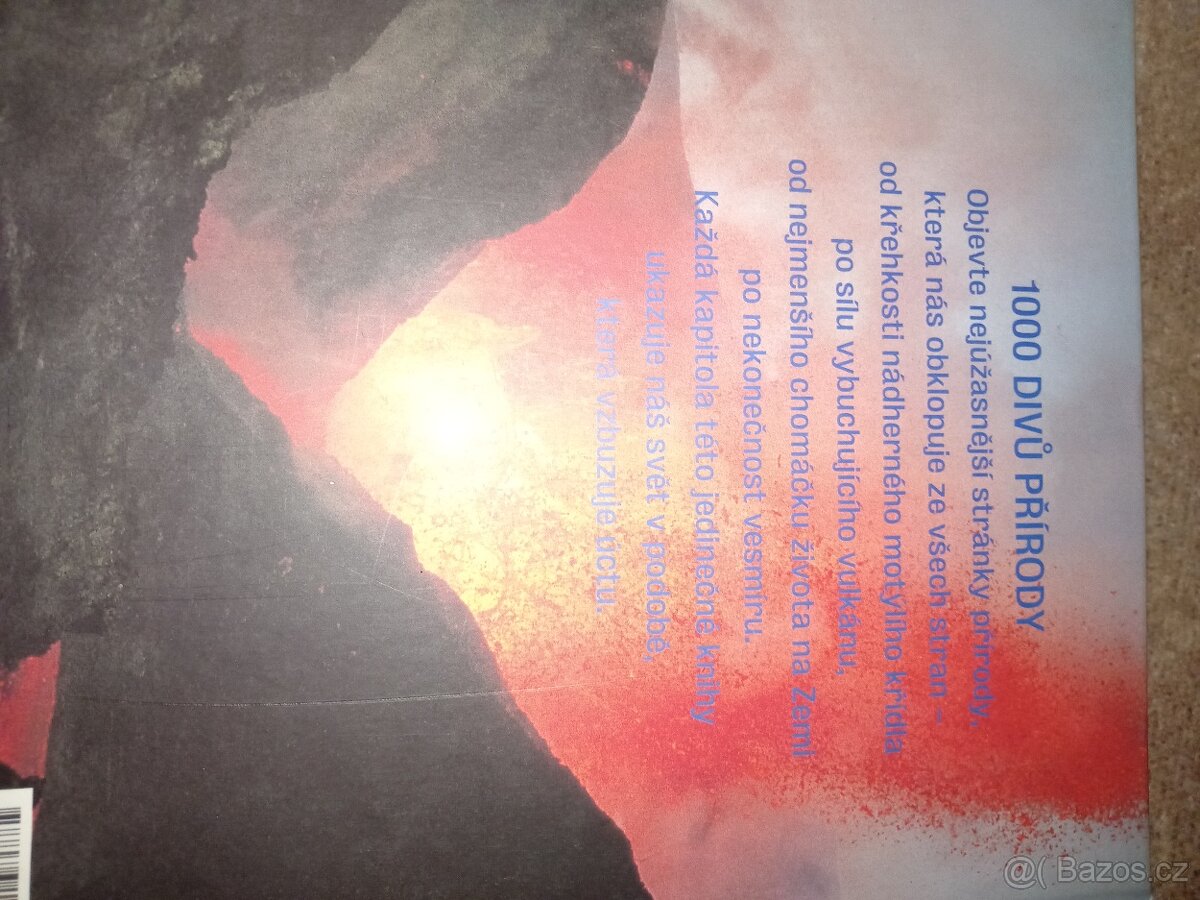 1000 DIVŮ PŘÍRODY
Objevte nejúžasnější stránky přírody,
která nás obklopuje ze všech stran –
od křehkosti nádherného motýlího křídla
po sílu vybuchujícího vulkánu,
od nejmenšího chomáčku života na Zemi
po nekonečnost vesmíru.
Každá kapitola této jedinečné knihy
ukazuje náš svět v podobě,
která vzbuzuje úctu.
@( Bazos.cz